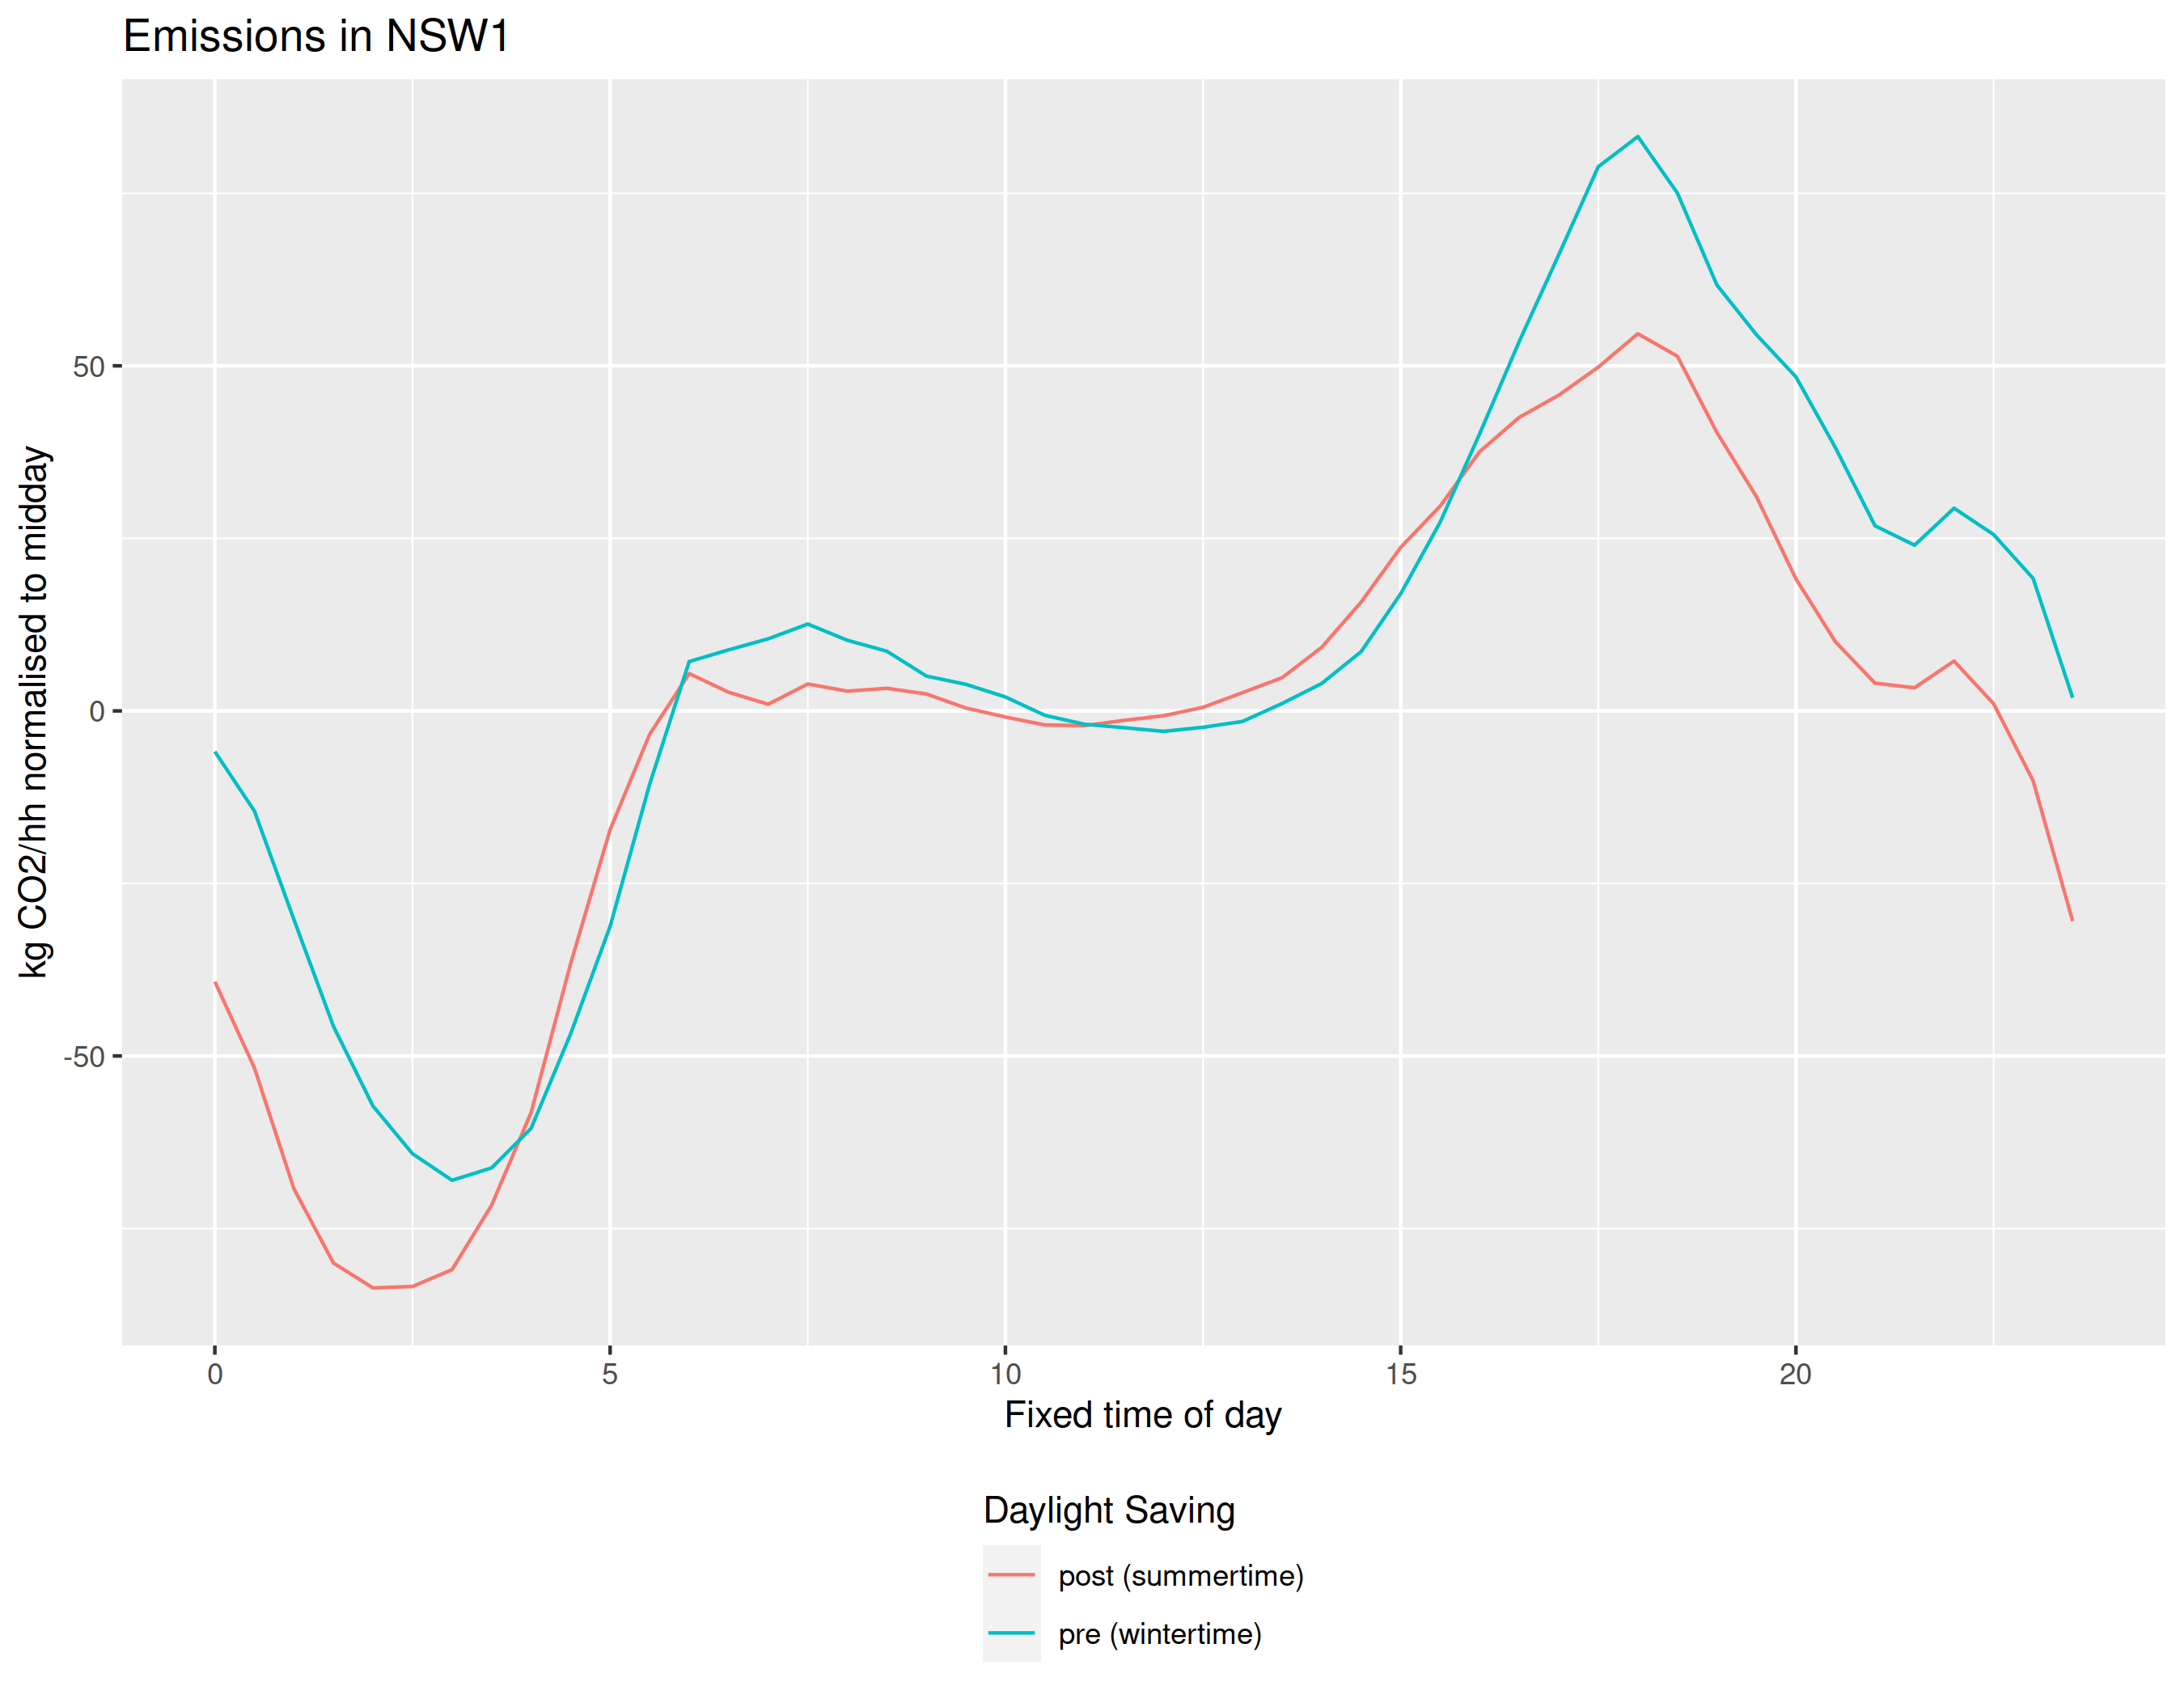 Emissions in NSW1
kg CO2/hh normalised to midday
50
0
-50
0 5 10 15 20
Fixed time of day
Daylight Saving
post (summertime)
pre (wintertime)